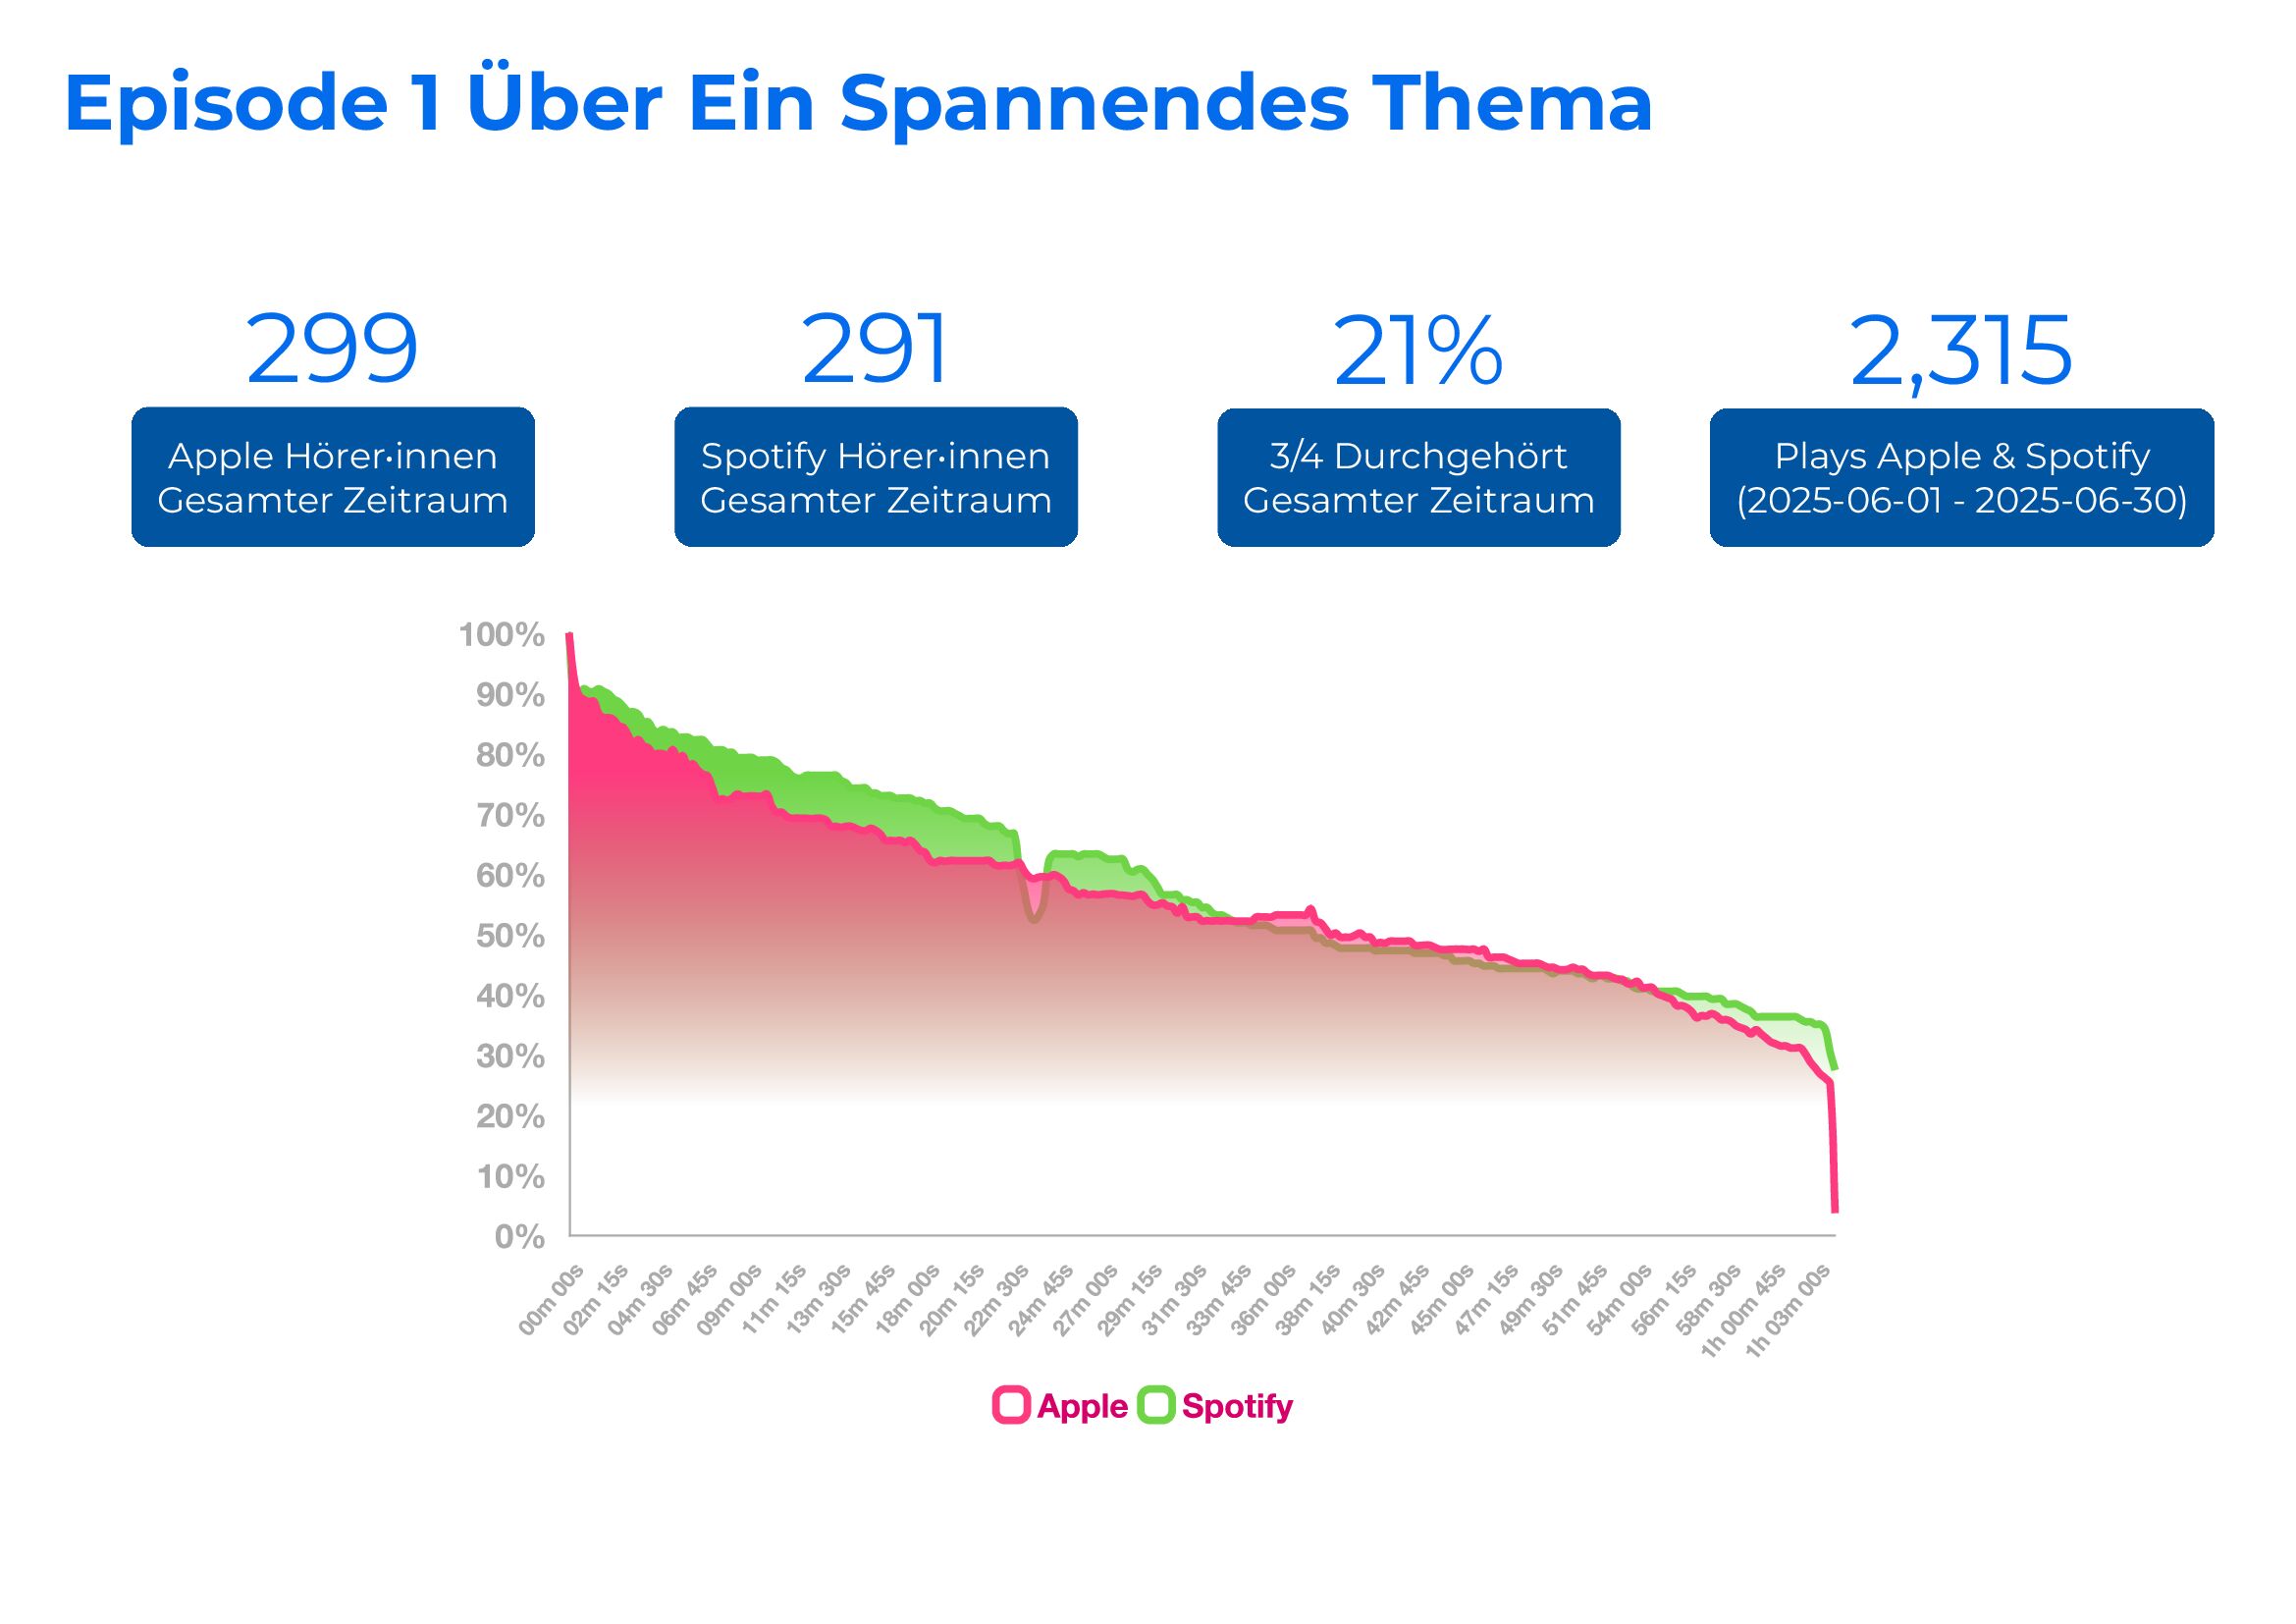 Episode 1 Über Ein Spannendes Thema
299
Apple Hörer·innen
Gesamter Zeitraum
291
Spotify Hörer·innen
Gesamter Zeitraum
21%
3/4 Durchgehört
Gesamter Zeitraum
2,315
Plays Apple & Spotify
(2025-06-01 - 2025-06-30)
100%
90%
80%
70%
60%
50%
40%
30%
20%
10%
0%
00m 00s
02m 15s
04m 30s
06m 45s
09m 00s
11m 15s
13m 30s
15m 45s
18m 00s
20m 15s
22m 30s
24m 45s
27m 00s
29m 15s
31m 30s
33m 45s
36m 00s
38m 15s
40m 30s
42m 45s
45m 00s
47m 15s
49m 30s
51m 45s
54m 00s
56m 15s
58m 30s
1h 00m 45s
1h 03m 00s
Apple
Spotify